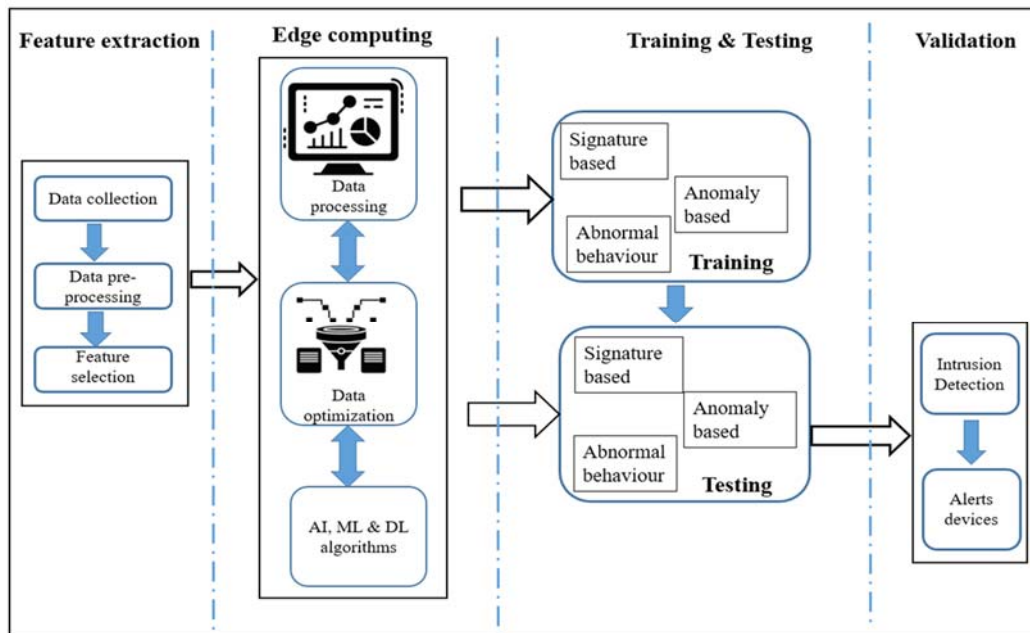 Feature extraction
Edge computing
Training & Testing
Validation
Data collection
Data pre-
processing
Feature
selection
Data
processing
Data
optimization
AI, ML & DL
algorithms
Signature
based
Anomaly
based
Abnormal
behaviour
Training
Signature
based
Anomaly
based
Abnormal
behaviour
Testing
Intrusion
Detection
Alerts
devices